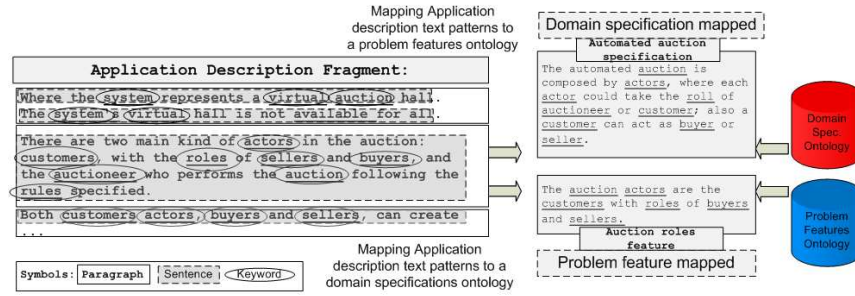 Mapping Application
description text patterns to
a problem features ontology
Application Description Fragment:
Where the system represents a virtual auction hall.
The system's virtual hall is not available for all.
There are two main kind of actors in the auction:
customers, with the roles of sellers and buyers, and
the auctioneer who performs the auction following the
rules specified.
Both customers actors, buyers and sellers, can create
...
Symbols: Paragraph Sentence Keyword
Mapping Application
description text patterns to a
domain specifications ontology
Domain specification mapped
Automated auction
specification
The automated auction is
composed by actors, where each
actor could take the roll of
auctioneer or customer; also a
customer can act as buyer or
seller.
The auction actors are the
customers with roles of buyers
and sellers.
Auction roles
feature
Problem feature mapped
Domain
Spec.
Ontology
Problem
Features
Ontology